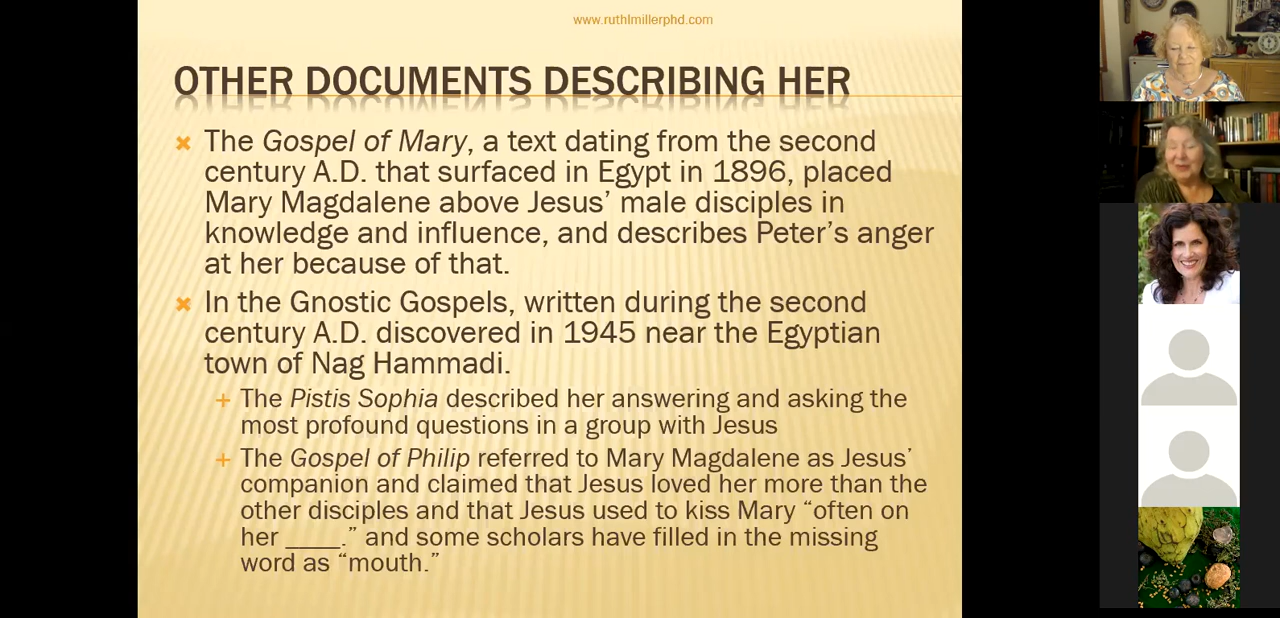 www.ruthlmillerphd.com
OTHER DOCUMENTS DESCRIBING HER
The Gospel of Mary, a text dating from the second
century A.D. that surfaced in Egypt in 1896, placed
Mary Magdalene above Jesus’ male disciples in
knowledge and influence, and describes Peter’s anger
at her because of that.
In the Gnostic Gospels, written during the second
century A.D. discovered in 1945 near the Egyptian
town of Nag Hammadi.
The Pistis Sophia described her answering and asking the
most profound questions in a group with Jesus
The Gospel of Philip referred to Mary Magdalene as Jesus’
companion and claimed that Jesus loved her more than the
other disciples and that Jesus used to kiss Mary “often on
her ____.” and some scholars have filled in the missing
word as “mouth.”